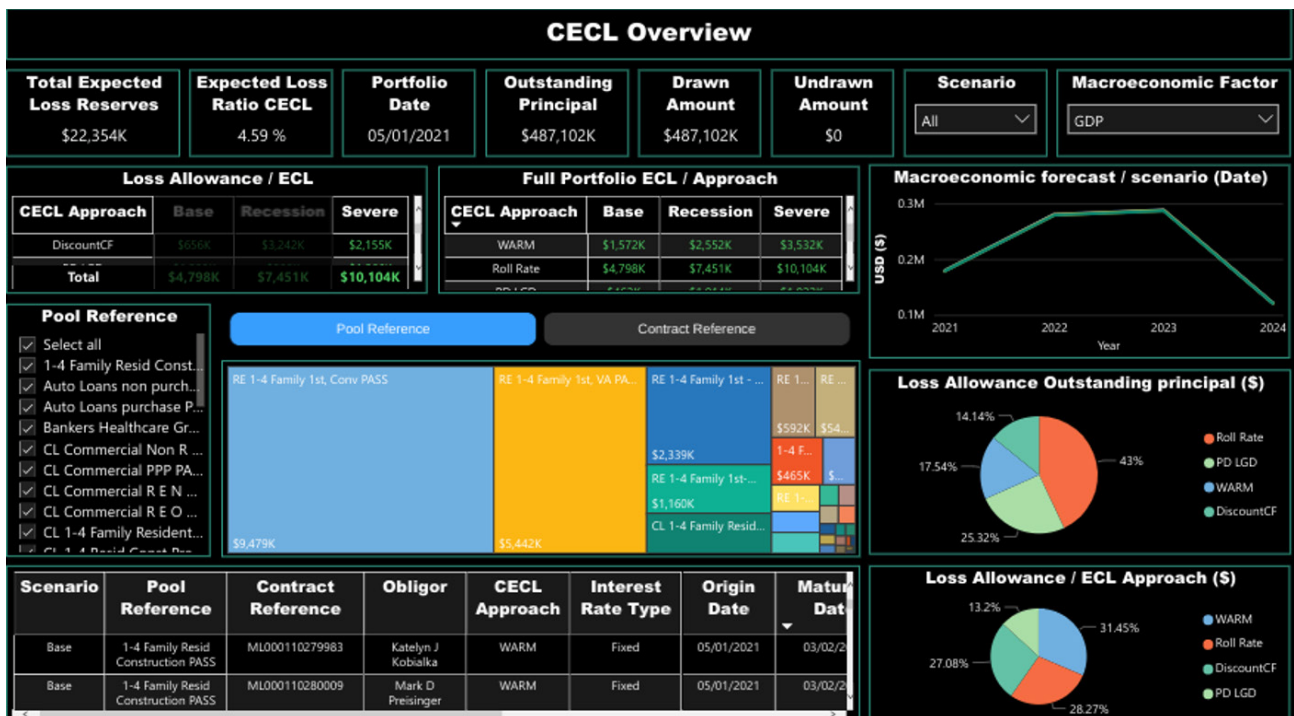 CECL Overview
Total Expected
Loss Reserves
$22,354K
Expected Loss
Ratio CECL
4.59 %
Portfolio
Date
05/01/2021
Outstanding
Principal
$487,102K
Drawn
Amount
$487,102K
Undrawn
Amount
$0
Scenario
All
Macroeconomic Factor
GDP
Loss Allowance / ECL
CECL Approach Base Recession Severe
DiscountCF $656K $3,242K $2,155K
Total $4,798K $7,451K $10,104K
Full Portfolio ECL / Approach
CECL Approach Base Recession Severe
WARM $1,572K $2,552K $3,532K
Roll Rate $4,798K $7,451K $10,104K
Macroeconomic forecast / scenario (Date)
USD ($)
0.3M
0.2M
0.1M
2021 2022 2023 2024
Year
Pool Reference
Select all
1-4 Family Resid Const...
Auto Loans non purch...
Auto Loans purchase P...
Bankers Healthcare Gr...
CL Commercial Non R ...
CL Commercial PPP PA...
CL Commercial R E N ...
CL Commercial R E O ...
CL 1-4 Family Resident...
Pool Reference
Contract Reference
RE 1-4 Family 1st, Conv PASS
$9,479K
RE 1-4 Family 1st, VA PA...
$5,442K
RE 1-4 Family 1st - ...
$2,339K
RE 1-4 Family 1st-...
$1,160K
CL 1-4 Family Resid...
RE 1...
$592K
RE ...
$54...
1-4 F...
$465K
$...
RE 1-...
Loss Allowance Outstanding principal ($)
14.14%
17.54%
43%
25.32%
Roll Rate
PD LGD
WARM
DiscountCF
Scenario
Pool
Reference
Contract
Reference
Obligor
CECL
Approach
Interest
Rate Type
Origin
Date
Matur
Dat
Base
1-4 Family Resid
Construction PASS
ML000110279983
Katelyn J
Kobialka
WARM
Fixed
05/01/2021
03/02/2
Base
1-4 Family Resid
Construction PASS
ML000110280009
Mark D
Preisinger
WARM
Fixed
05/01/2021
03/02/2
Loss Allowance / ECL Approach ($)
13.2%
31.45%
27.08%
28.27%
WARM
Roll Rate
DiscountCF
PD LGD